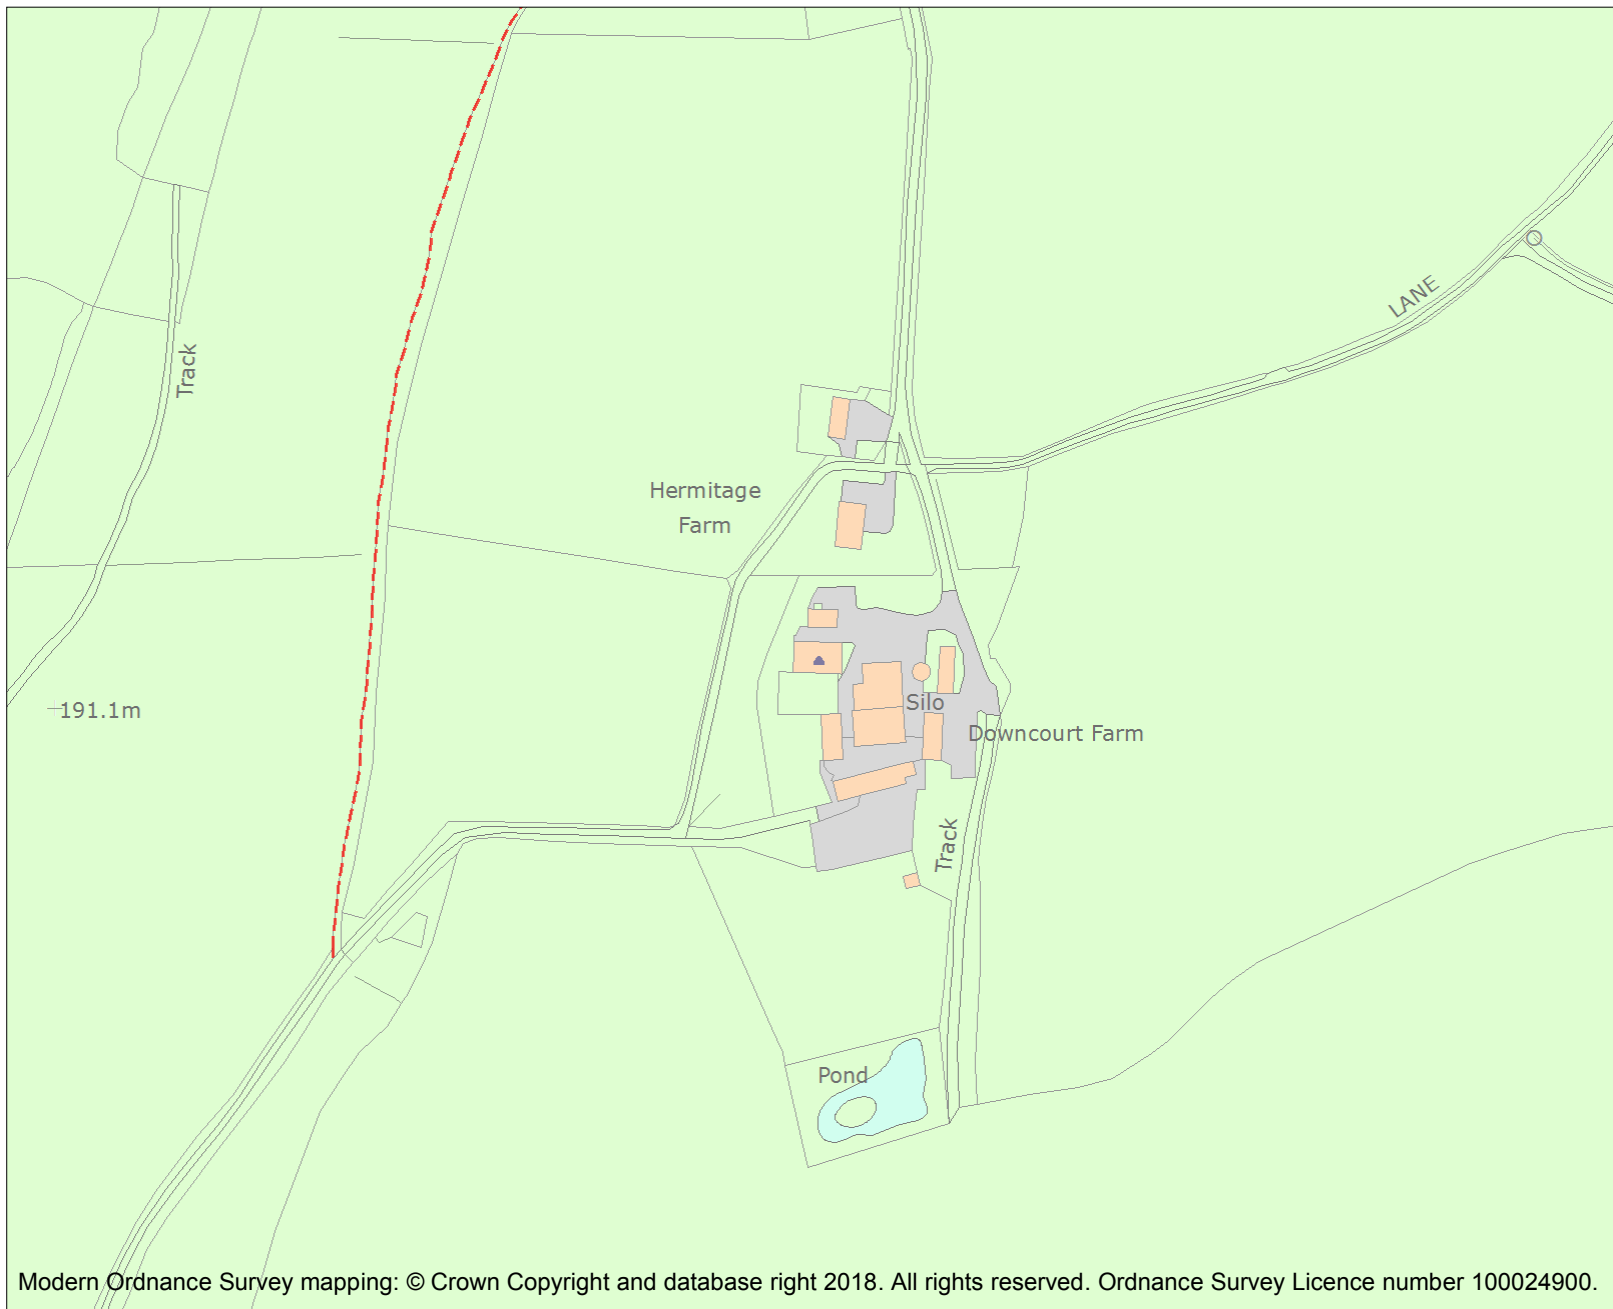 LANE
Track
Hermitage
Farm
Silo
191.1m
Downcourt Farm
Track
Pond
Modern Ordnance Survey mapping: © Crown Copyright and database right 2018. All rights reserved. Ordnance Survey Licence number 100024900.